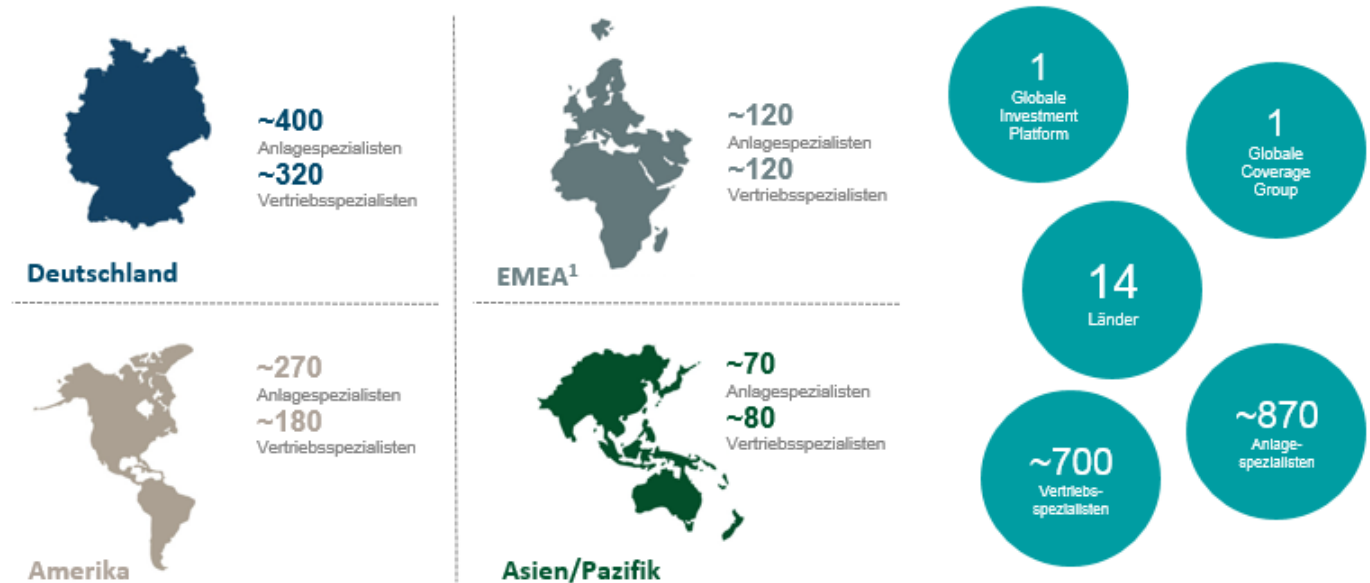 ~400
Anlagespezialisten
~320
Vertriebsspezialisten
Deutschland
~120
Anlagespezialisten
~120
Vertriebsspezialisten
EMEA¹
~270
Anlagespezialisten
~180
Vertriebsspezialisten
Amerika
~70
Anlagespezialisten
~80
Vertriebsspezialisten
Asien/Pazifik
1
Globale
Investment
Platform
1
Globale
Coverage
Group
14
Länder
~870
Anlage-
spezialisten
~700
Vertriebs-
spezialisten